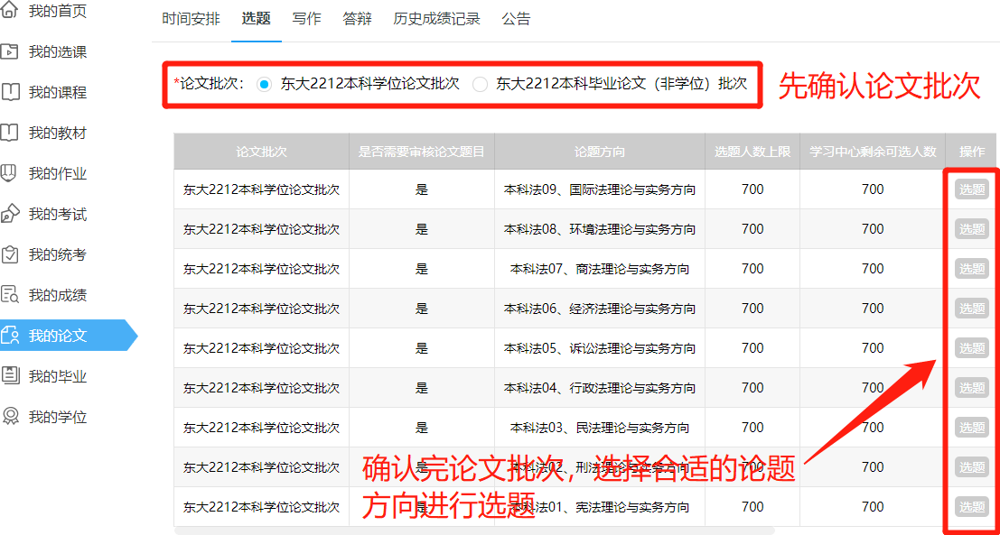 我的首页
我的选课
我的课程
我的教材
我的作业
我的考试
我的统考
我的成绩
我的论文
我的毕业
我的学位
时间安排 选题 写作 答辩 历史成绩记录 公告
*论文批次： 东大2212本科学位论文批次 东大2212本科毕业论文（非学位）批次
先确认论文批次
论文批次 是否需要审核论文题目 论题方向 选题人数上限 学习中心剩余可选人数 操作
东大2212本科学位论文批次 是 本科法09、国际法理论与实务方向 700 700 选题
东大2212本科学位论文批次 是 本科法08、环境法理论与实务方向 700 700 选题
东大2212本科学位论文批次 是 本科法07、商法理论与实务方向 700 700 选题
东大2212本科学位论文批次 是 本科法06、经济法理论与实务方向 700 700 选题
东大2212本科学位论文批次 是 本科法05、诉讼法理论与实务方向 700 700 选题
东大2212本科学位论文批次 是 本科法04、行政法理论与实务方向 700 700 选题
东大2212本科学位论文批次 是 本科法03、民法理论与实务方向 700 700 选题
东大2212本科学位论文批次 是 本科法02、刑法理论与实务方向 700 700 选题
东大2212本科学位论文批次 是 本科法01、宪法理论与实务方向 700 700 选题
确认完论文批次，选择合适的论题
方向进行选题